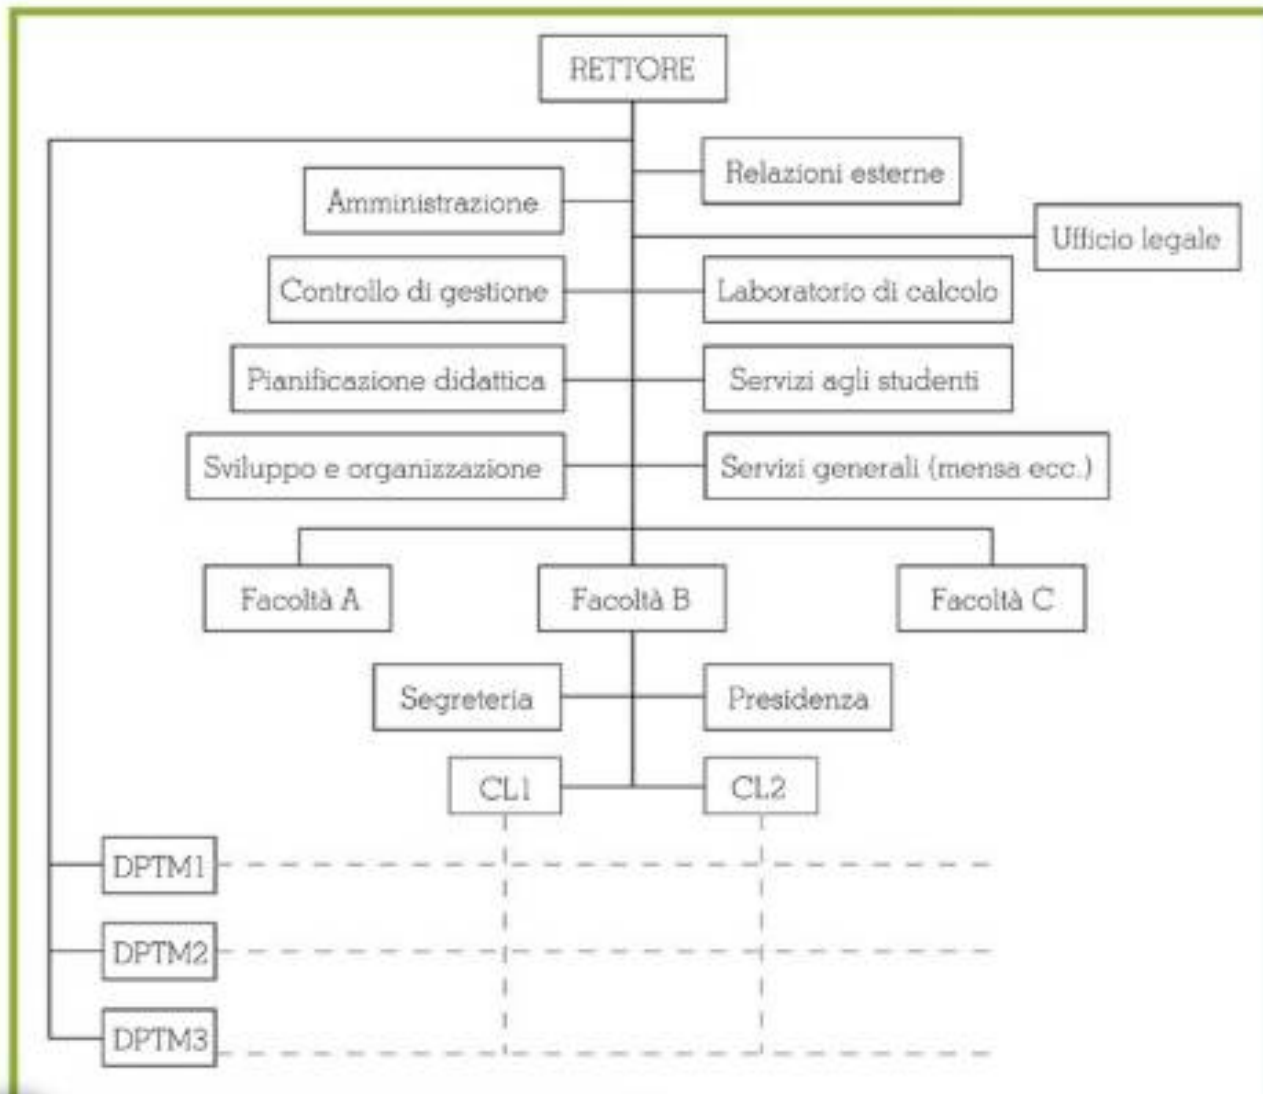 RETTORE
Relazioni esterne
Amministrazione
Ufficio legale
Controllo di gestione
Laboratorio di calcolo
Pianificazione didattica
Servizi agli studenti
Sviluppo e organizzazione
Servizi generali (mensa ecc.)
Facoltà A
Facoltà B
Facoltà C
Segreteria
Presidenza
CL1
CL2
DPTM1
DPTM2
DPTM3